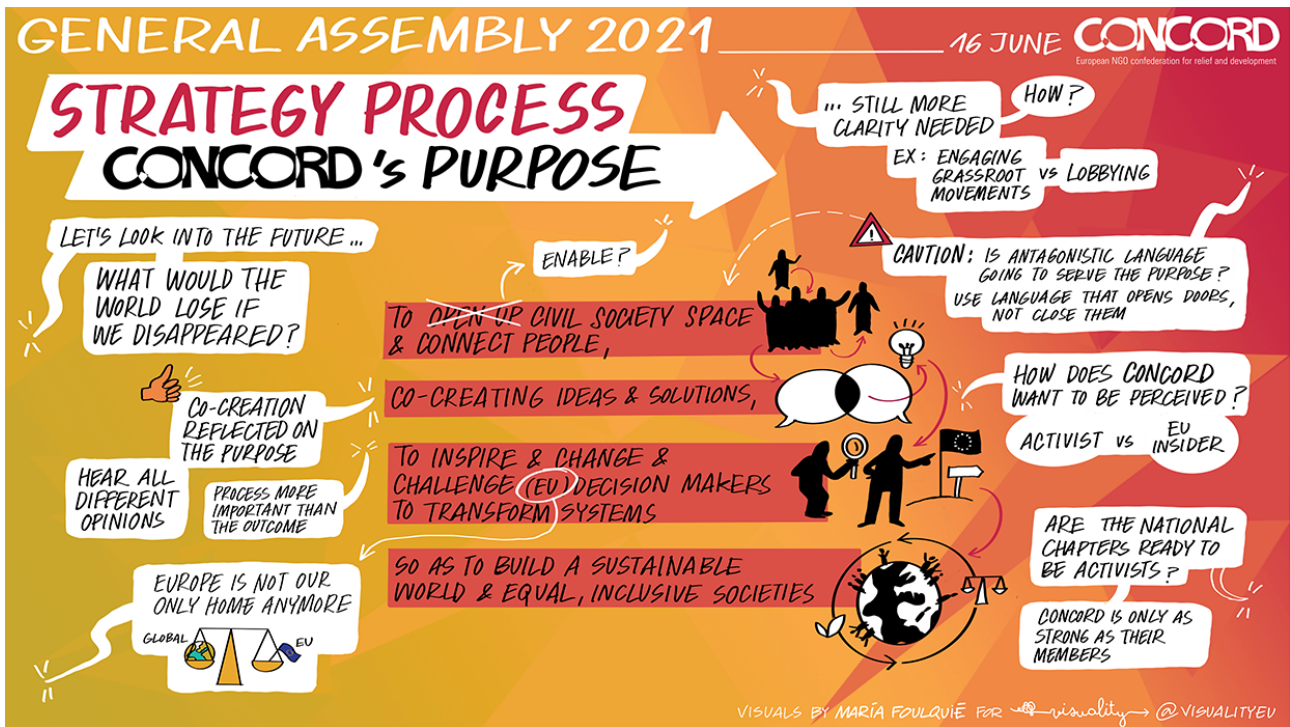 GENERAL ASSEMBLY 2021
16 JUNE
CONCORD
European NGO confederation for relief and development
STRATEGY PROCESS
CONCORD's PURPOSE
... STILL MORE
CLARITY NEEDED
HOW?
EX: ENGAGING
GRASSROOT
MOVEMENTS
VS LOBBYING
LET'S LOOK INTO THE FUTURE ...
WHAT WOULD THE
WORLD LOSE IF
WE DISAPPEARED?
ENABLE?
CAUTION: IS ANTAGONISTIC LANGUAGE
GOING TO SERVE THE PURPOSE?
USE LANGUAGE THAT OPENS DOORS,
NOT CLOSE THEM
TO OPEN UP CIVIL SOCIETY SPACE
& CONNECT PEOPLE,
CO-CREATING IDEAS & SOLUTIONS,
TO INSPIRE & CHANGE &
CHALLENGE (EU) DECISION MAKERS
TO TRANSFORM SYSTEMS
SO AS TO BUILD A SUSTAINABLE
WORLD & EQUAL, INCLUSIVE SOCIETIES
CO-CREATION
REFLECTED ON
THE PURPOSE
HEAR ALL
DIFFERENT
OPINIONS
PROCESS MORE
IMPORTANT THAN
THE OUTCOME
EUROPE IS NOT OUR
ONLY HOME ANYMORE
GLOBAL
EU
HOW DOES CONCORD
WANT TO BE PERCEIVED?
ACTIVIST VS EU
INSIDER
ARE THE NATIONAL
CHAPTERS READY TO
BE ACTIVISTS?
CONCORD IS ONLY AS
STRONG AS THEIR
MEMBERS
VISUALS BY MARÍA FOULQUIÉ FOR visuality @VISUALITYEU